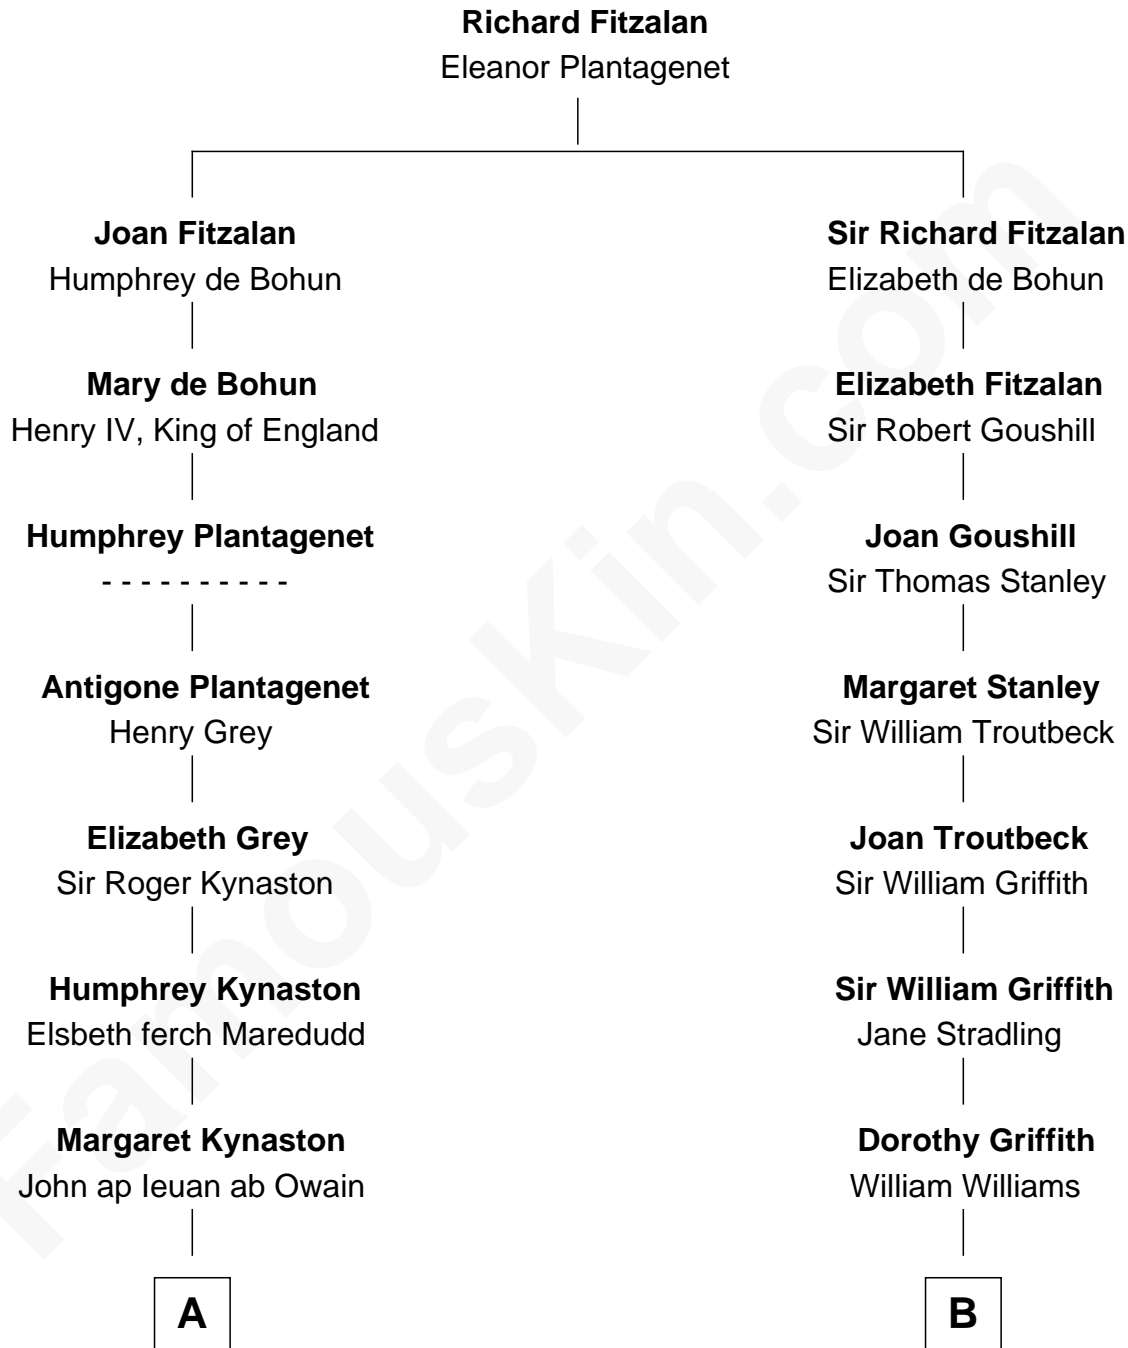 Richard Fitzalan
Eleanor Plantagenet
Joan Fitzalan
Humphrey de Bohun
Sir Richard Fitzalan
Elizabeth de Bohun
Mary de Bohun
Henry IV, King of England
Elizabeth Fitzalan
Sir Robert Goushill
Humphrey Plantagenet
- - - - - - - - - -
Joan Goushill
Sir Thomas Stanley
Antigone Plantagenet
Henry Grey
Margaret Stanley
Sir William Troutbeck
Elizabeth Grey
Sir Roger Kynaston
Joan Troutbeck
Sir William Griffith
Humphrey Kynaston
Elsbeth ferch Maredudd
Sir William Griffith
Jane Stradling
Margaret Kynaston
John ap Ieuan ab Owain
Dorothy Griffith
William Williams
A
B
FamousKin.com